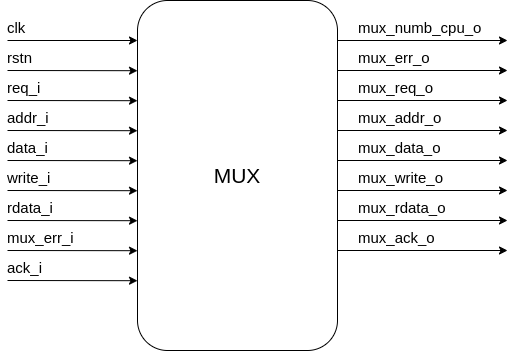 clk
rstn
req_i
addr_i
data_i
write_i
rdata_i
mux_err_i
ack_i
MUX
mux_numb_cpu_o
mux_err_o
mux_req_o
mux_addr_o
mux_data_o
mux_write_o
mux_rdata_o
mux_ack_o